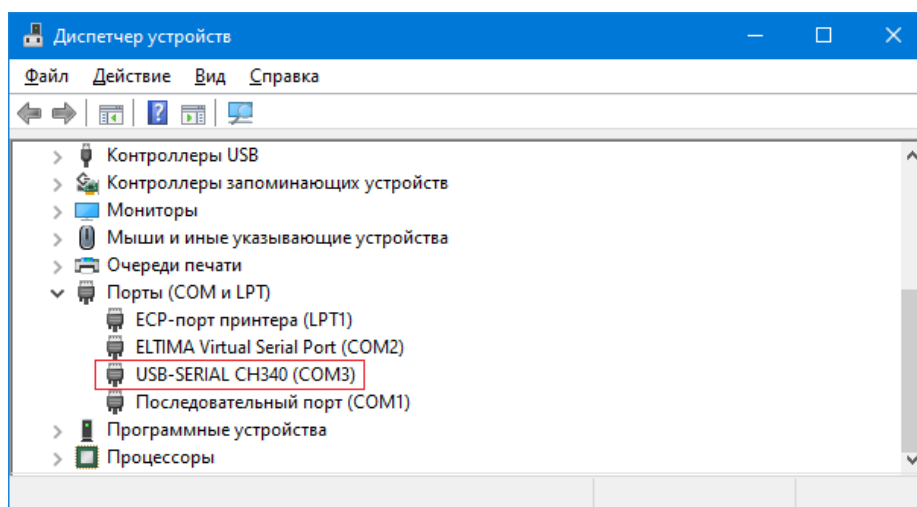 Диспетчер устройств
Файл Действие Вид Справка
Контроллеры USB
Контроллеры запоминающих устройств
Мониторы
Мыши и иные указывающие устройства
Очереди печати
Порты (COM и LPT)
ECP-порт принтера (LPT1)
ELTIMA Virtual Serial Port (COM2)
USB-SERIAL CH340 (COM3)
Последовательный порт (COM1)
Программные устройства
Процессоры